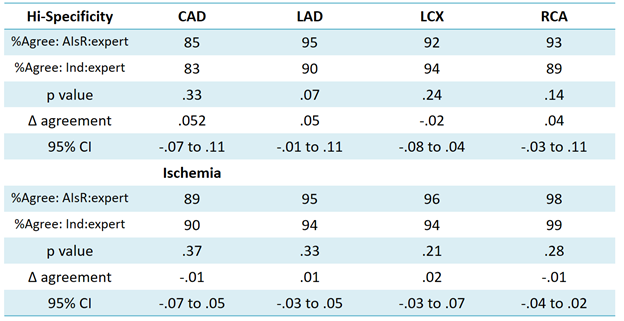 Hi-Specificity CAD LAD LCX RCA
%Agree: AIsR:expert 85 95 92 93
%Agree: Ind:expert 83 90 94 89
p value .33 .07 .24 .14
Δ agreement .052 .05 -.02 .04
95% CI -.07 to .11 -.01 to .11 -.08 to .04 -.03 to .11
Ischemia
%Agree: AIsR:expert 89 95 96 98
%Agree: Ind:expert 90 94 94 99
p value .37 .33 .21 .28
Δ agreement -.01 .01 .02 -.01
95% CI -.07 to .05 -.03 to .05 -.03 to .07 -.04 to .02